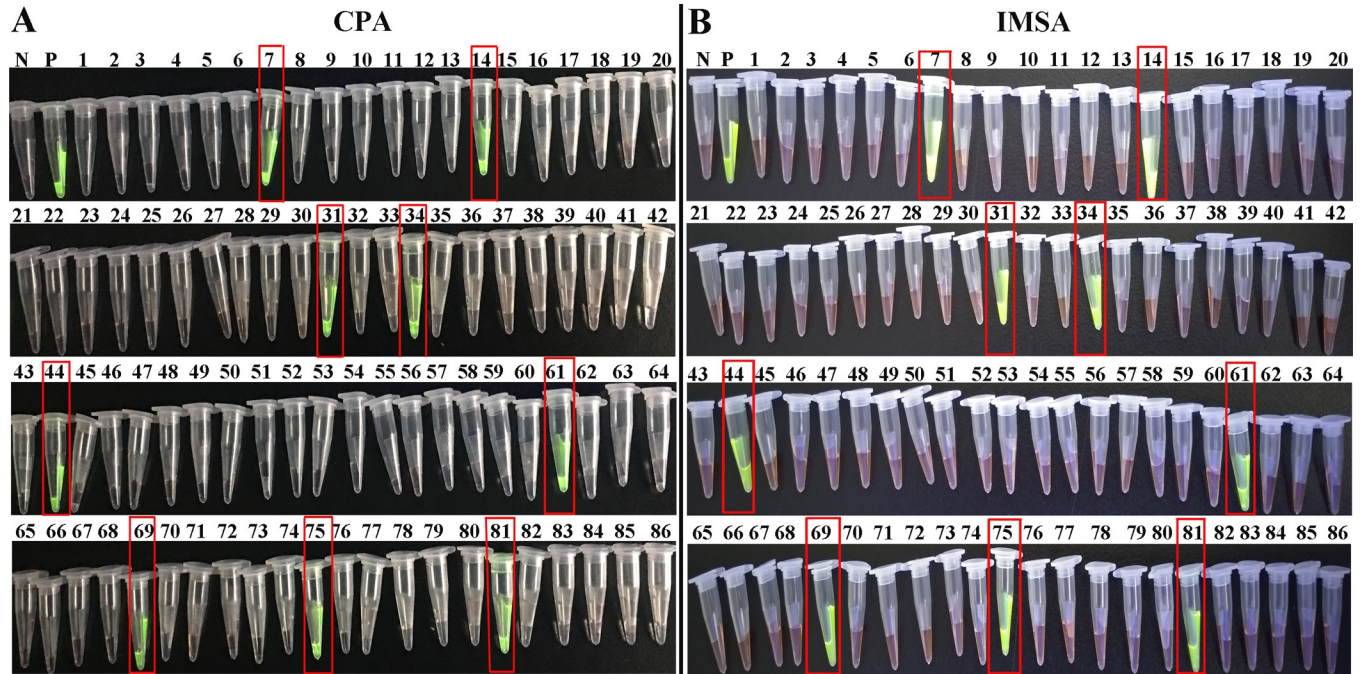 A CPA
N P 1 2 3 4 5 6 7 8 9 10 11 12 13 14 15 16 17 18 19 20
21 22 23 24 25 26 27 28 29 30 31 32 33 34 35 36 37 38 39 40 41 42
43 44 45 46 47 48 49 50 51 52 53 54 55 56 57 58 59 60 61 62 63 64
65 66 67 68 69 70 71 72 73 74 75 76 77 78 79 80 81 82 83 84 85 86
B IMSA
N P 1 2 3 4 5 6 7 8 9 10 11 12 13 14 15 16 17 18 19 20
21 22 23 24 25 26 27 28 29 30 31 32 33 34 35 36 37 38 39 40 41 42
43 44 45 46 47 48 49 50 51 52 53 54 55 56 57 58 59 60 61 62 63 64
65 66 67 68 69 70 71 72 73 74 75 76 77 78 79 80 81 82 83 84 85 86